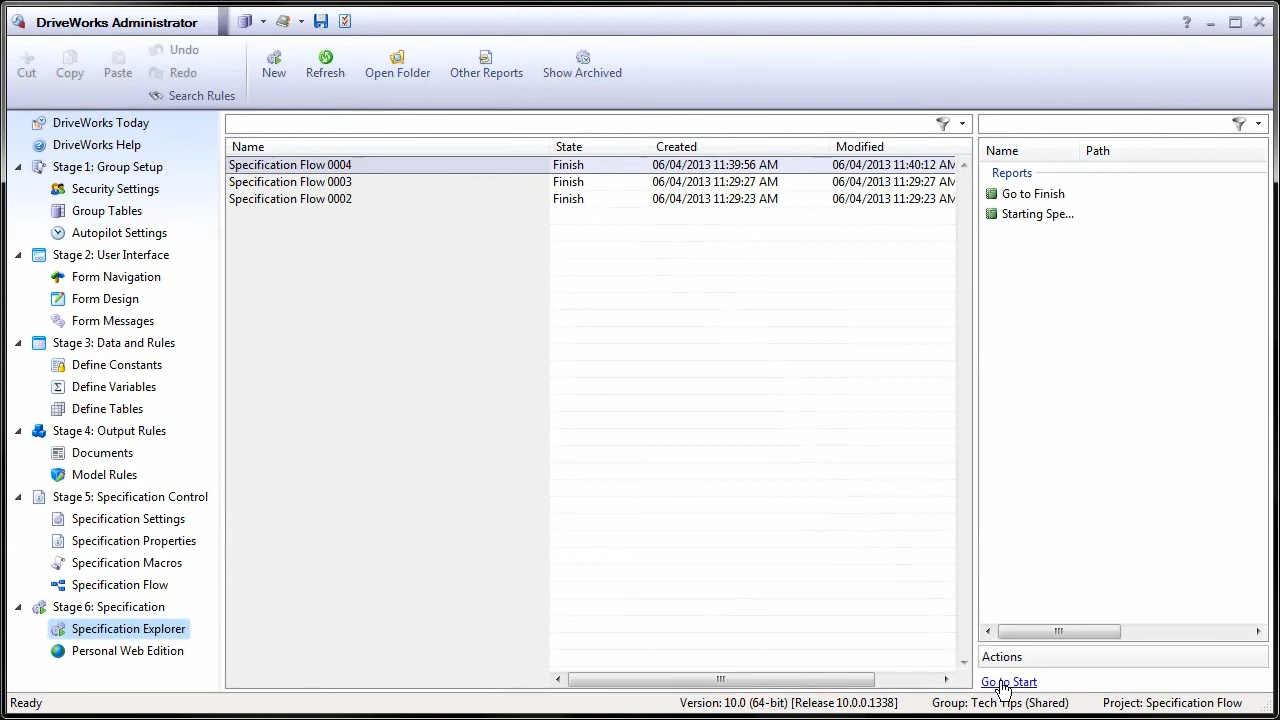 DriveWorks Administrator
Cut
Copy
Paste
Undo
Redo
Search Rules
New
Refresh
Open Folder
Other Reports
Show Archived
DriveWorks Today
DriveWorks Help
Stage 1: Group Setup
Security Settings
Group Tables
Autopilot Settings
Stage 2: User Interface
Form Navigation
Form Design
Form Messages
Stage 3: Data and Rules
Define Constants
Define Variables
Define Tables
Stage 4: Output Rules
Documents
Model Rules
Stage 5: Specification Control
Specification Settings
Specification Properties
Specification Macros
Specification Flow
Stage 6: Specification
Specification Explorer
Personal Web Edition
Name State Created Modified
Specification Flow 0004 Finish 06/04/2013 11:39:56 AM 06/04/2013 11:40:12 AM
Specification Flow 0003 Finish 06/04/2013 11:29:27 AM 06/04/2013 11:29:27 AM
Specification Flow 0002 Finish 06/04/2013 11:29:23 AM 06/04/2013 11:29:23 AM
Name Path
Reports
Go to Finish
Starting Spe...
Actions
Go to Start
Ready
Version: 10.0 (64-bit) [Release 10.0.0.1338]
Group: Tech Tips (Shared)
Project: Specification Flow